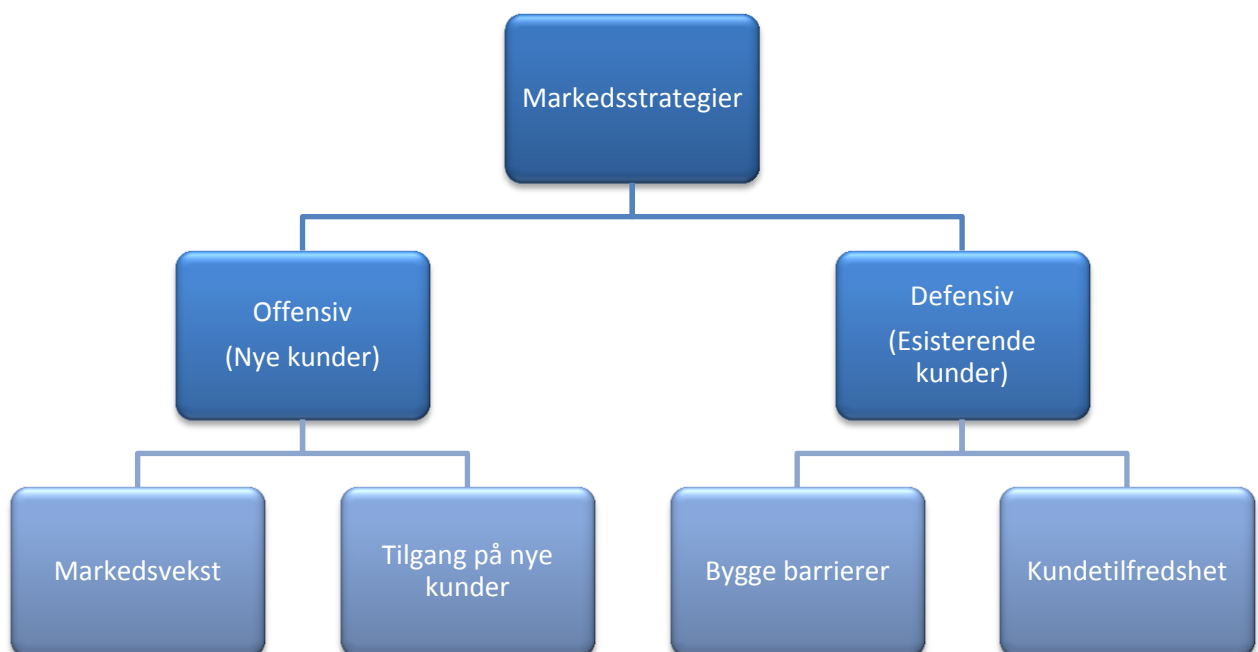 Markedsstrategier
Offensiv
(Nye kunder)
Defensiv
(Esisterende
kunder)
Markedsvekst
Tilgang på nye
kunder
Bygge barrierer
Kundetilfredshet